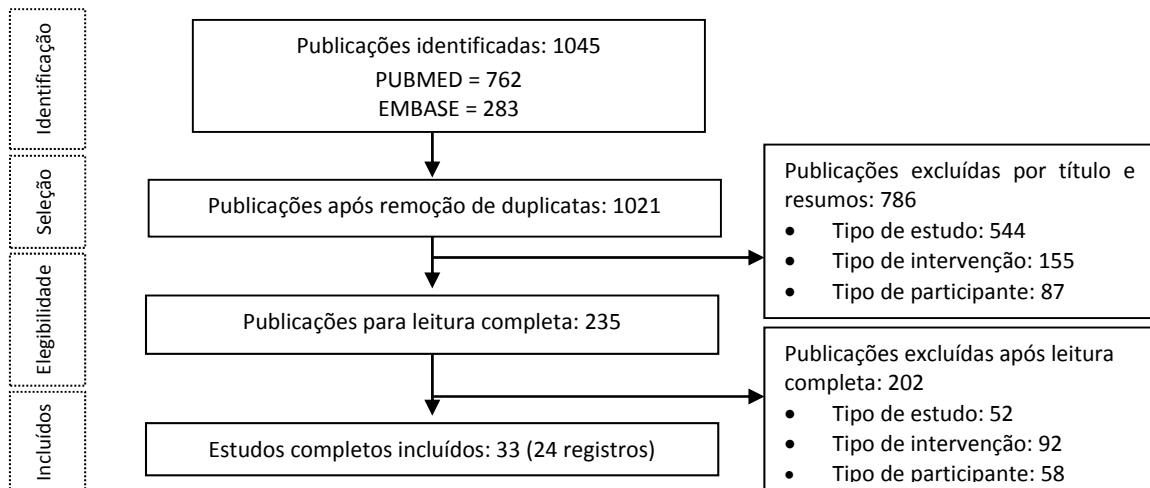 Identificação
Publicações identificadas: 1045
PUBMED = 762
EMBASE = 283
Seleção
Publicações após remoção de duplicatas: 1021
Publicações excluídas por título e
resumos: 786
• Tipo de estudo: 544
• Tipo de intervenção: 155
• Tipo de participante: 87
Elegibilidade
Publicações para leitura completa: 235
Publicações excluídas após leitura
completa: 202
• Tipo de estudo: 52
• Tipo de intervenção: 92
• Tipo de participante: 58
Incluídos
Estudos completos incluídos: 33 (24 registros)